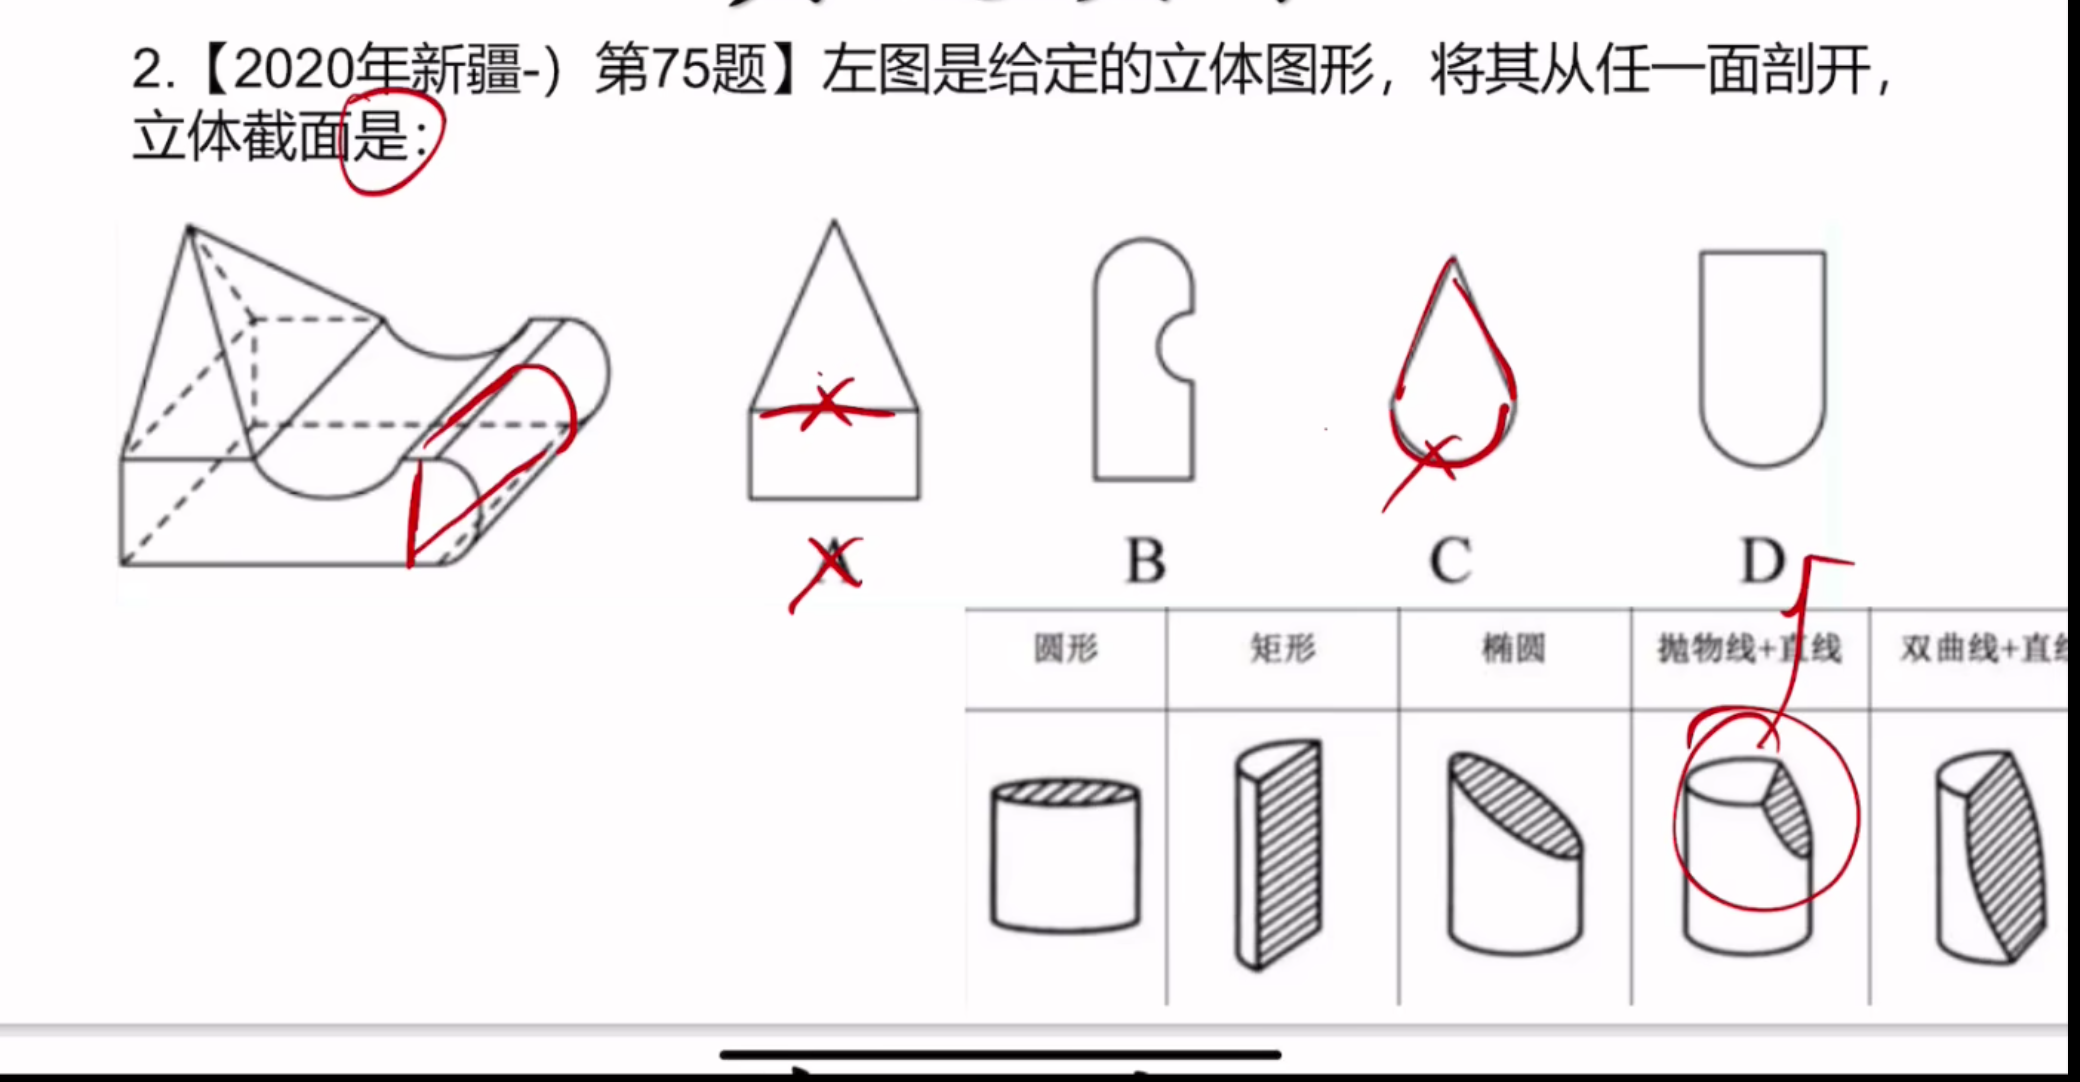 2.【2020年新疆-）第75题】左图是给定的立体图形，将其从任一面剖开，
立体截面是：
A B C D
圆形 矩形 椭圆 抛物线+直线 双曲线+直线